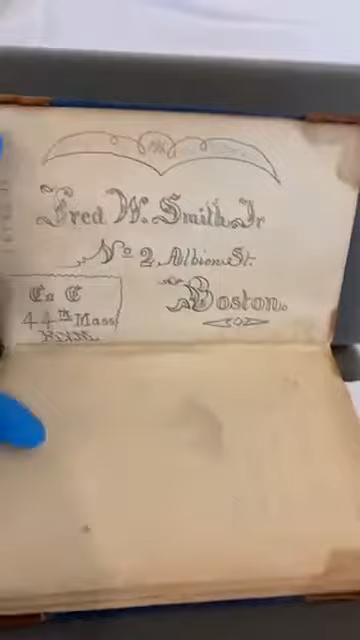 Fred W. Smith Jr
No 2 Albion St.
Boston.
Co C
44th Mass